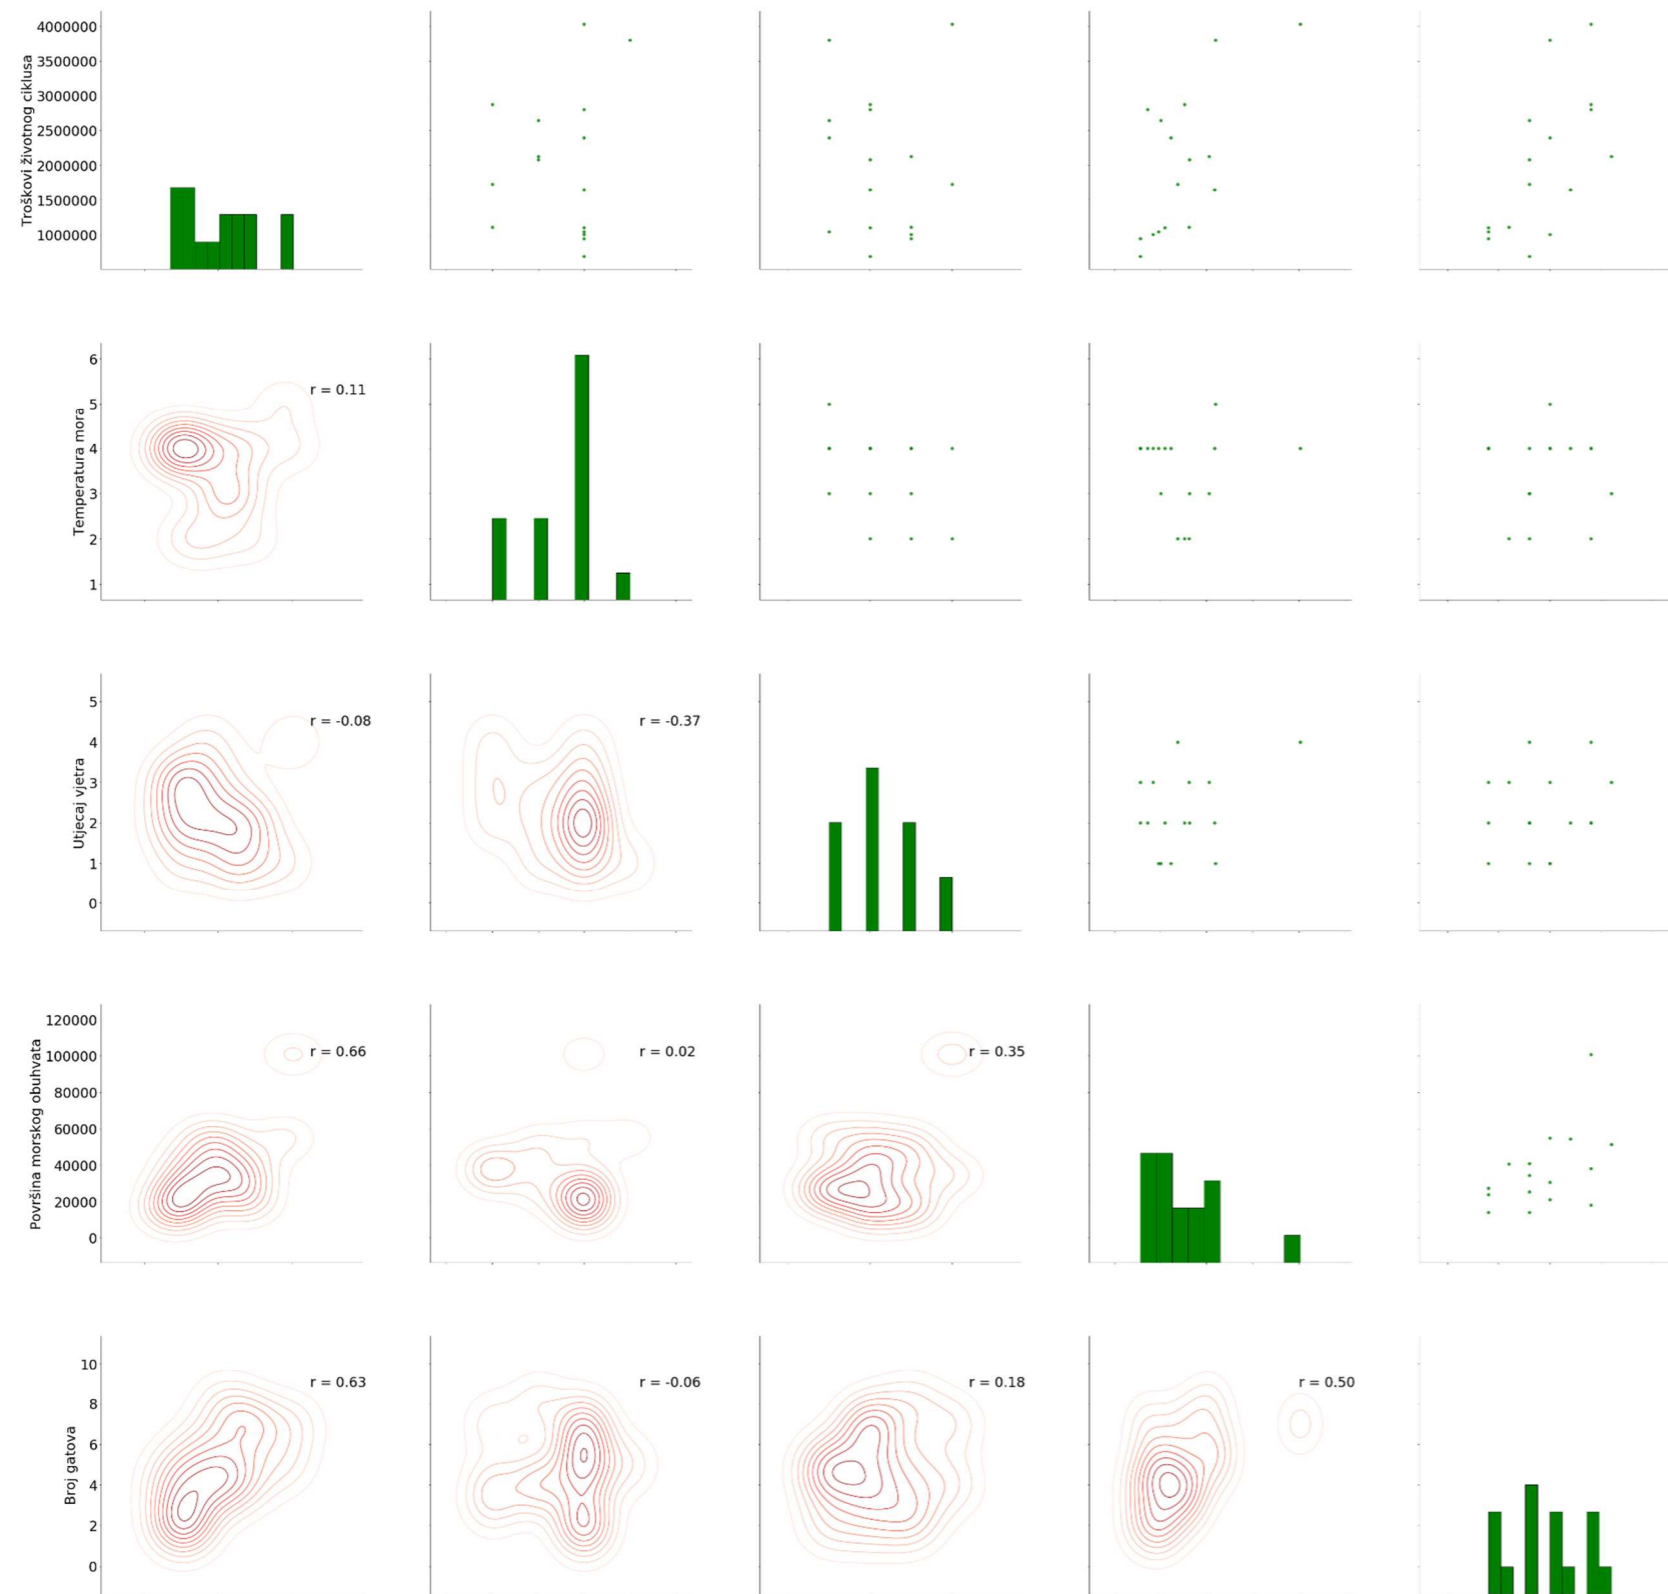 Troškovi životnog ciklusa
4000000
3500000
3000000
2500000
2000000
1500000
1000000
Temperatura mora
6
5
4
3
2
1
r = 0.11
Utjecaj vjetra
5
4
3
2
1
0
r = -0.08
r = -0.37
Površina morskog obuhvata
120000
100000
80000
60000
40000
20000
0
r = 0.66
r = 0.02
r = 0.35
Broj gatova
10
8
6
4
2
0
r = 0.63
r = -0.06
r = 0.18
r = 0.50